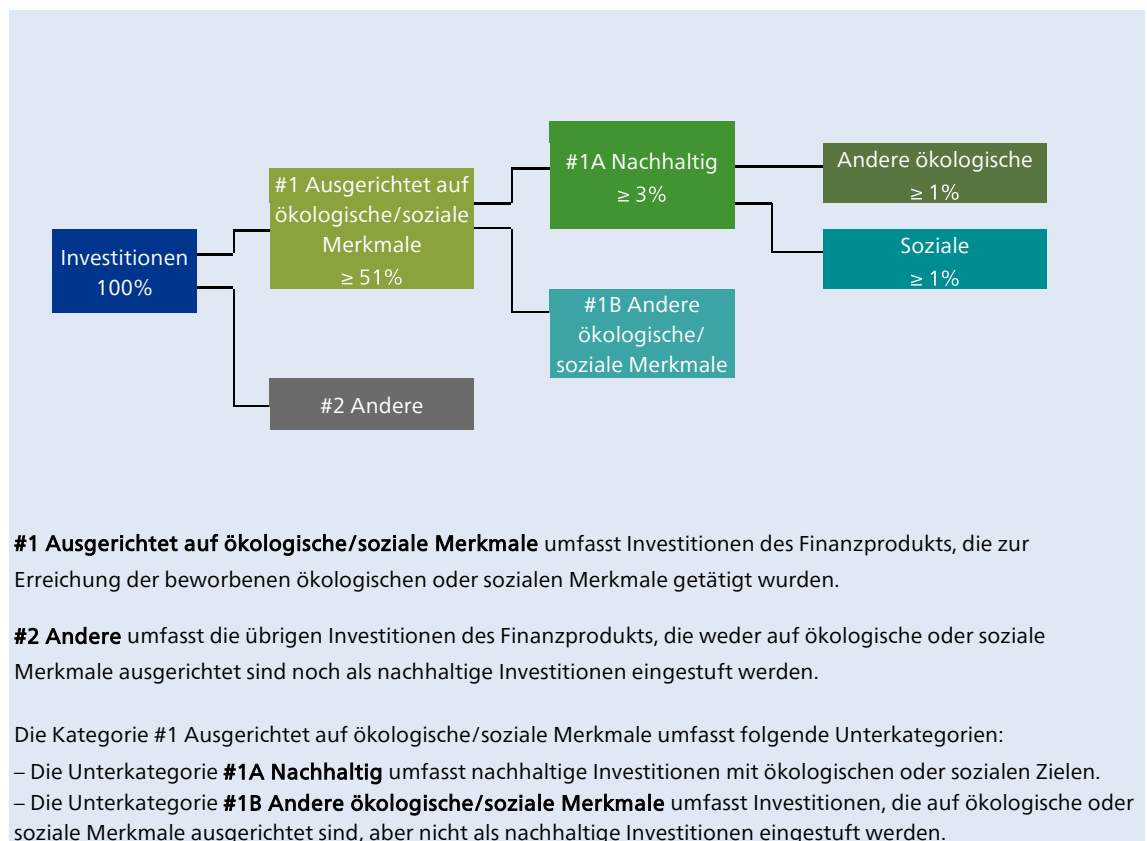 Investitionen
100%
#1 Ausgerichtet auf
ökologische/soziale
Merkmale
≥ 51%
#2 Andere
#1A Nachhaltig
≥ 3%
#1B Andere
ökologische/
soziale Merkmale
Andere ökologische
≥ 1%
Soziale
≥ 1%
#1 Ausgerichtet auf ökologische/soziale Merkmale umfasst Investitionen des Finanzprodukts, die zur
Erreichung der beworbenen ökologischen oder sozialen Merkmale getätigt wurden.
#2 Andere umfasst die übrigen Investitionen des Finanzprodukts, die weder auf ökologische oder soziale
Merkmale ausgerichtet sind noch als nachhaltige Investitionen eingestuft werden.
Die Kategorie #1 Ausgerichtet auf ökologische/soziale Merkmale umfasst folgende Unterkategorien:
– Die Unterkategorie #1A Nachhaltig umfasst nachhaltige Investitionen mit ökologischen oder sozialen Zielen.
– Die Unterkategorie #1B Andere ökologische/soziale Merkmale umfasst Investitionen, die auf ökologische oder
soziale Merkmale ausgerichtet sind, aber nicht als nachhaltige Investitionen eingestuft werden.